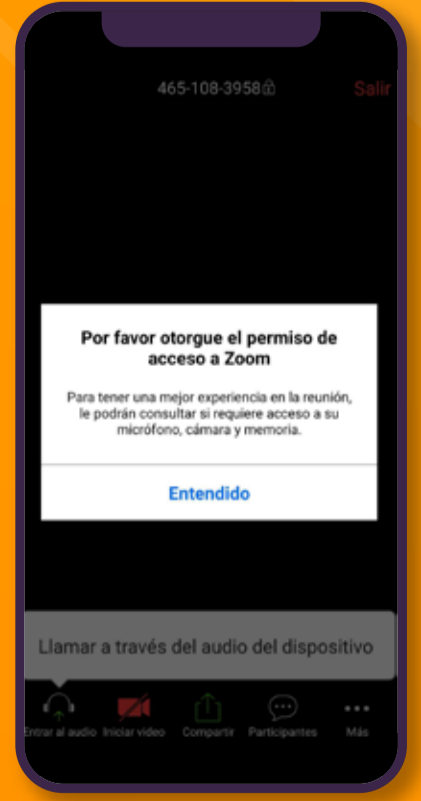 465-108-3958
Salir
Por favor otorgue el permiso de
acceso a Zoom
Para tener una mejor experiencia en la reunión,
le podrán consultar si requiere acceso a su
micrófono, cámara y memoria.
Entendido
Llamar a través del audio del dispositivo
Entrar al audio Iniciar video Compartir Participantes Más